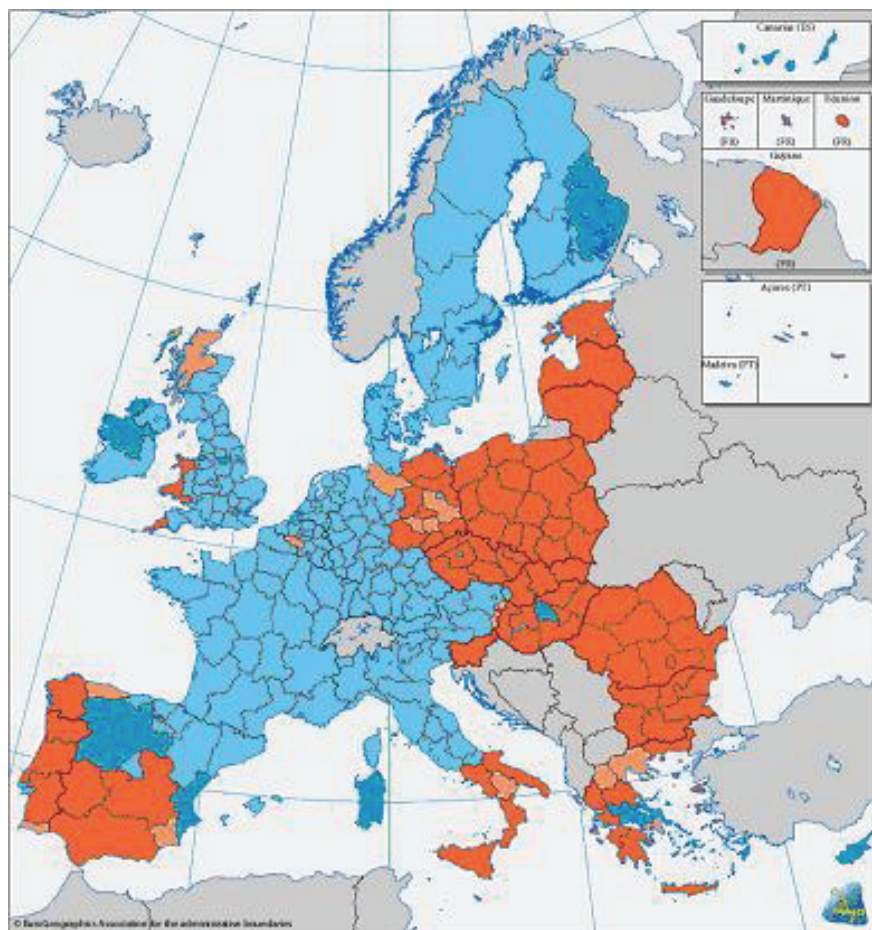 Canarias (ES)
Guadeloupe Martinique Réunion
(FR) (FR) (FR)
Guyane
(FR)
Açores (PT)
Madeira (PT)
© EuroGeographics Association for the administrative boundaries